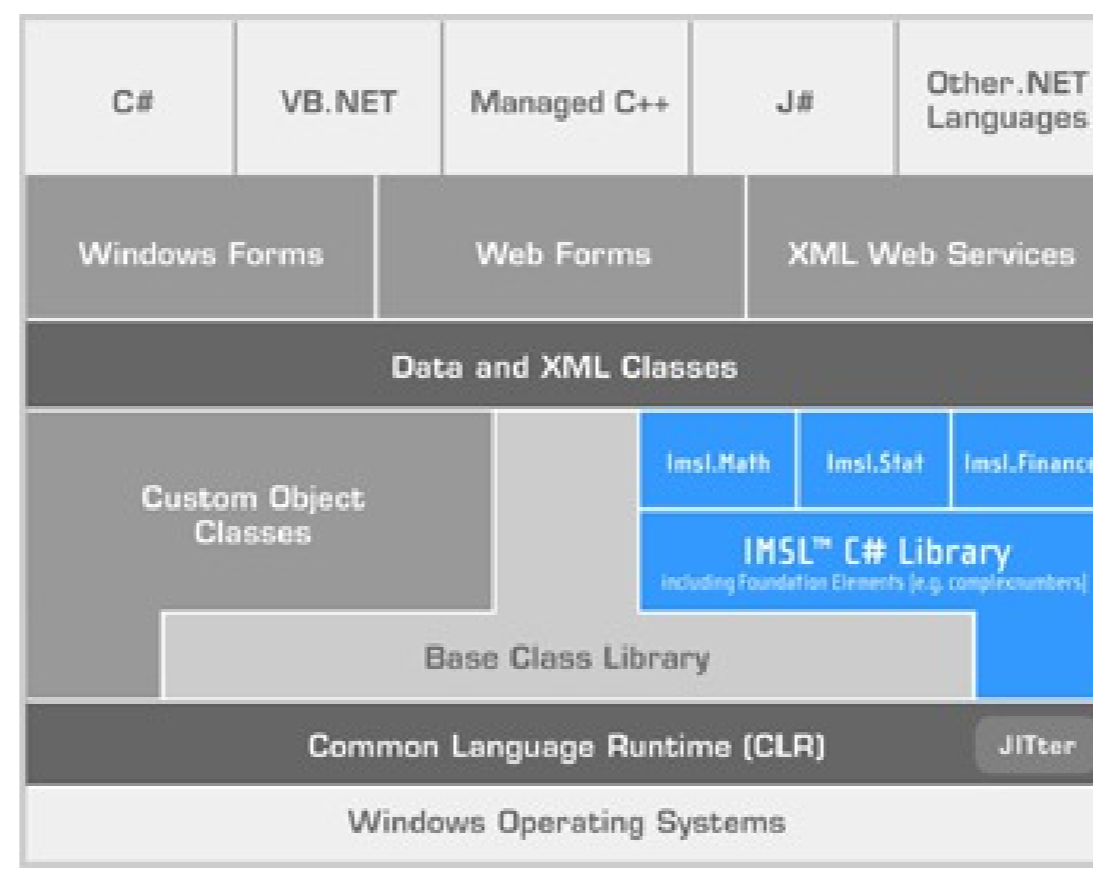 C#
VB.NET
Managed C++
J#
Other.NET
Languages
Windows Forms
Web Forms
XML Web Services
Data and XML Classes
Custom Object
Classes
Imsl.Math
Imsl.Stat
Imsl.Finance
IMSL™ C# Library
including Foundation Elements (e.g. complexnumbers)
Base Class Library
Common Language Runtime (CLR)
JITter
Windows Operating Systems